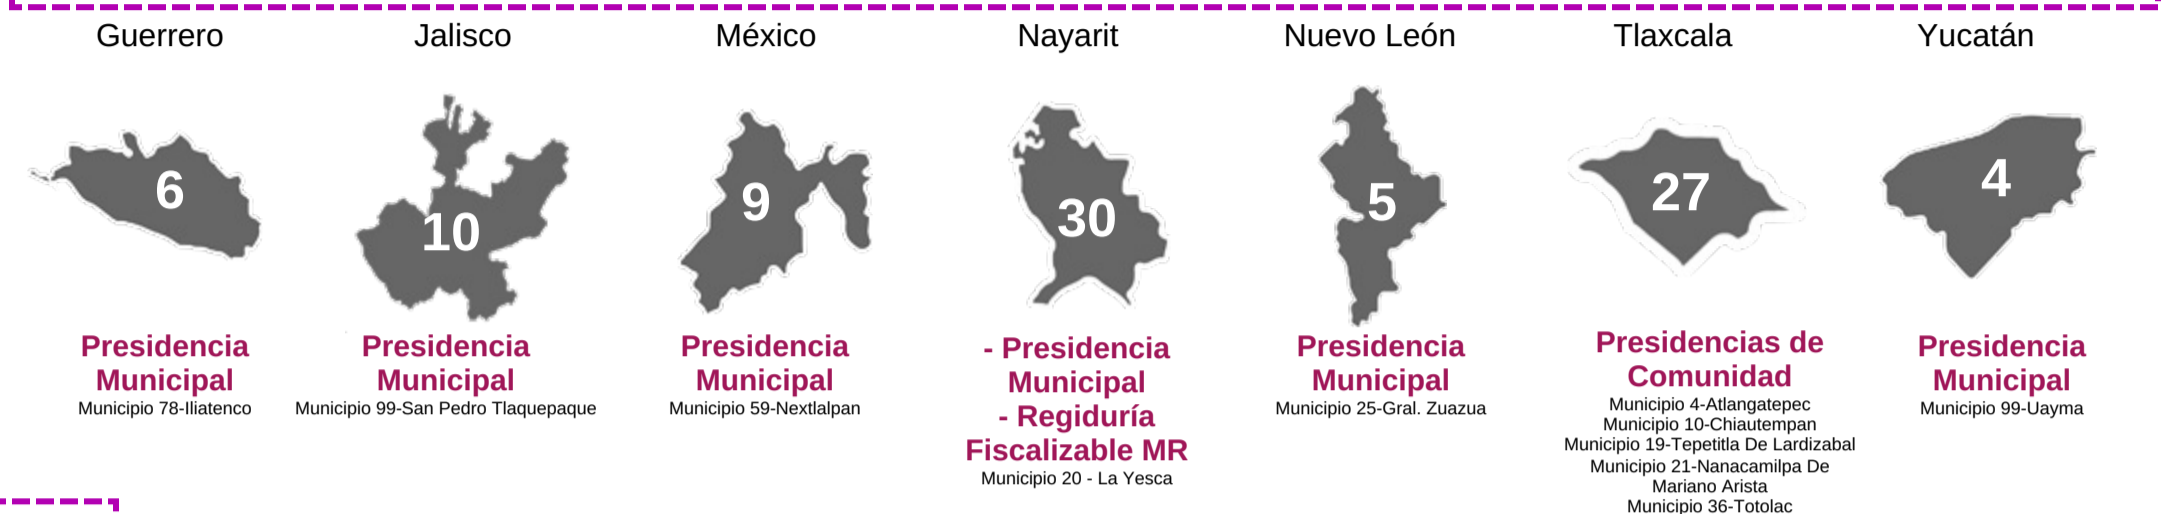 Guerrero
6
Presidencia
Municipal
Municipio 78-Iliatenco
Jalisco
10
Presidencia
Municipal
Municipio 99-San Pedro Tlaquepaque
México
9
Presidencia
Municipal
Municipio 59-Nextlalpan
Nayarit
30
- Presidencia
Municipal
- Regiduría
Fiscalizable MR
Municipio 20 - La Yesca
Nuevo León
5
Presidencia
Municipal
Municipio 25-Gral. Zuazua
Tlaxcala
27
Presidencias de
Comunidad
Municipio 4-Atlangatepec
Municipio 10-Chiautempan
Municipio 19-Tepetitla De Lardizabal
Municipio 21-Nanacamilpa De
Mariano Arista
Municipio 36-Totolac
Yucatán
4
Presidencia
Municipal
Municipio 99-Uayma